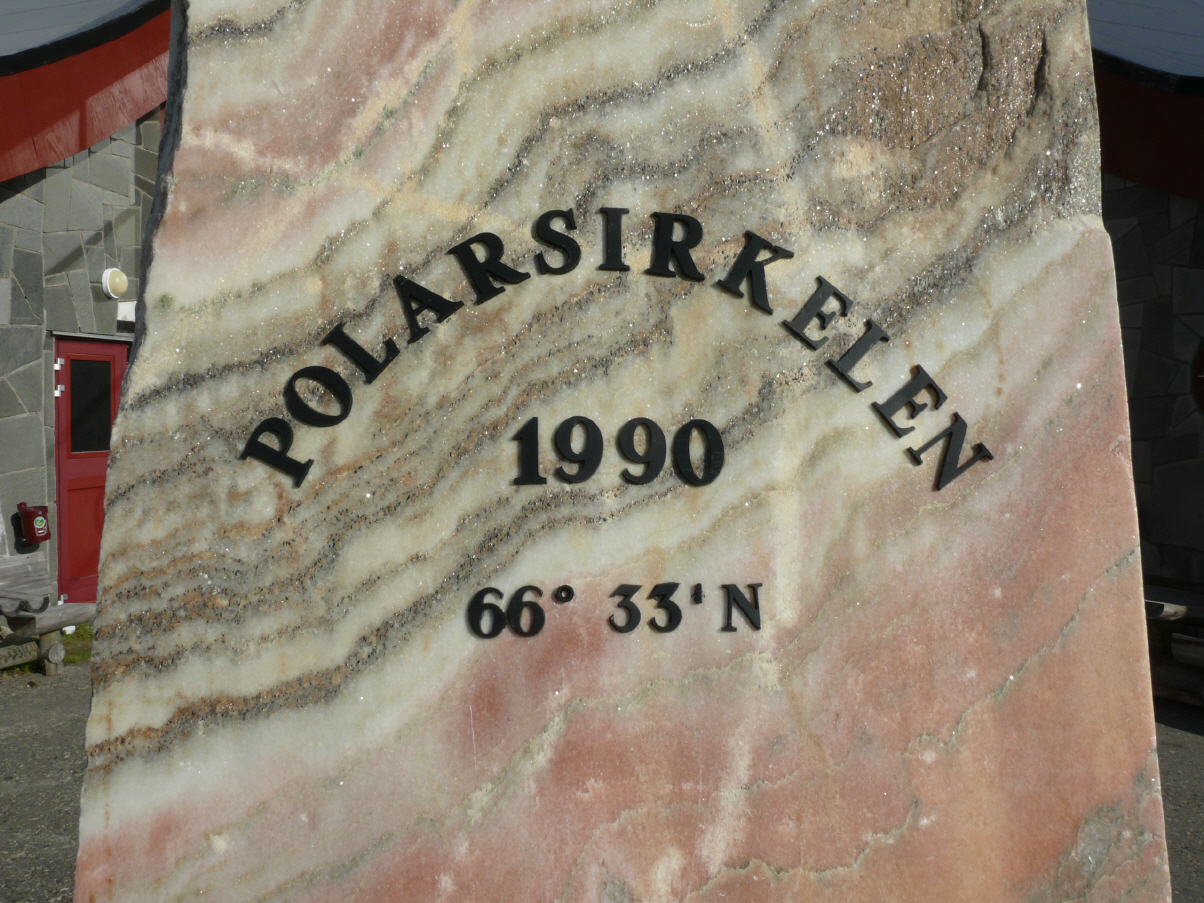 POLARSIRKELEN
1990
66° 33' N